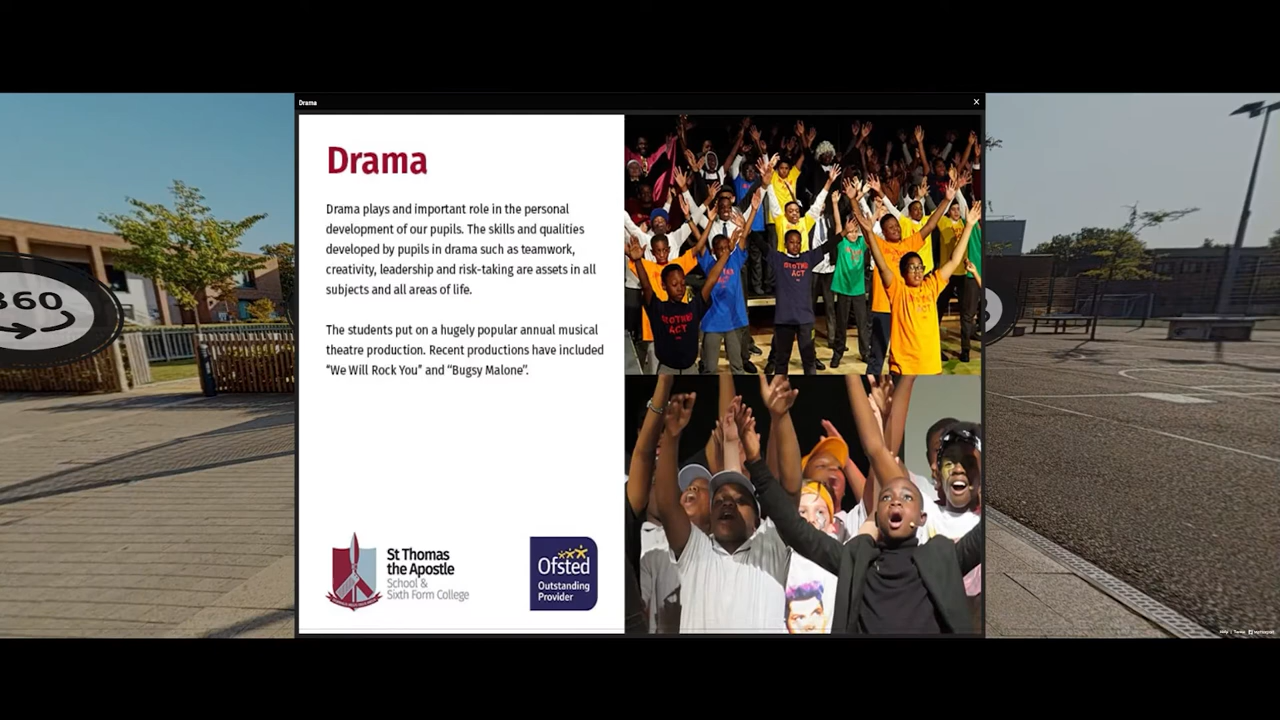 Drama
Drama
Drama plays and important role in the personal
development of our pupils. The skills and qualities
developed by pupils in drama such as teamwork,
creativity, leadership and risk-taking are assets in all
subjects and all areas of life.
The students put on a hugely popular annual musical
theatre production. Recent productions have included
“We Will Rock You” and “Bugsy Malone”.
St Thomas
the Apostle
School &
Sixth Form College
Ofsted
Outstanding
Provider
360
ACT
ACT
ACT